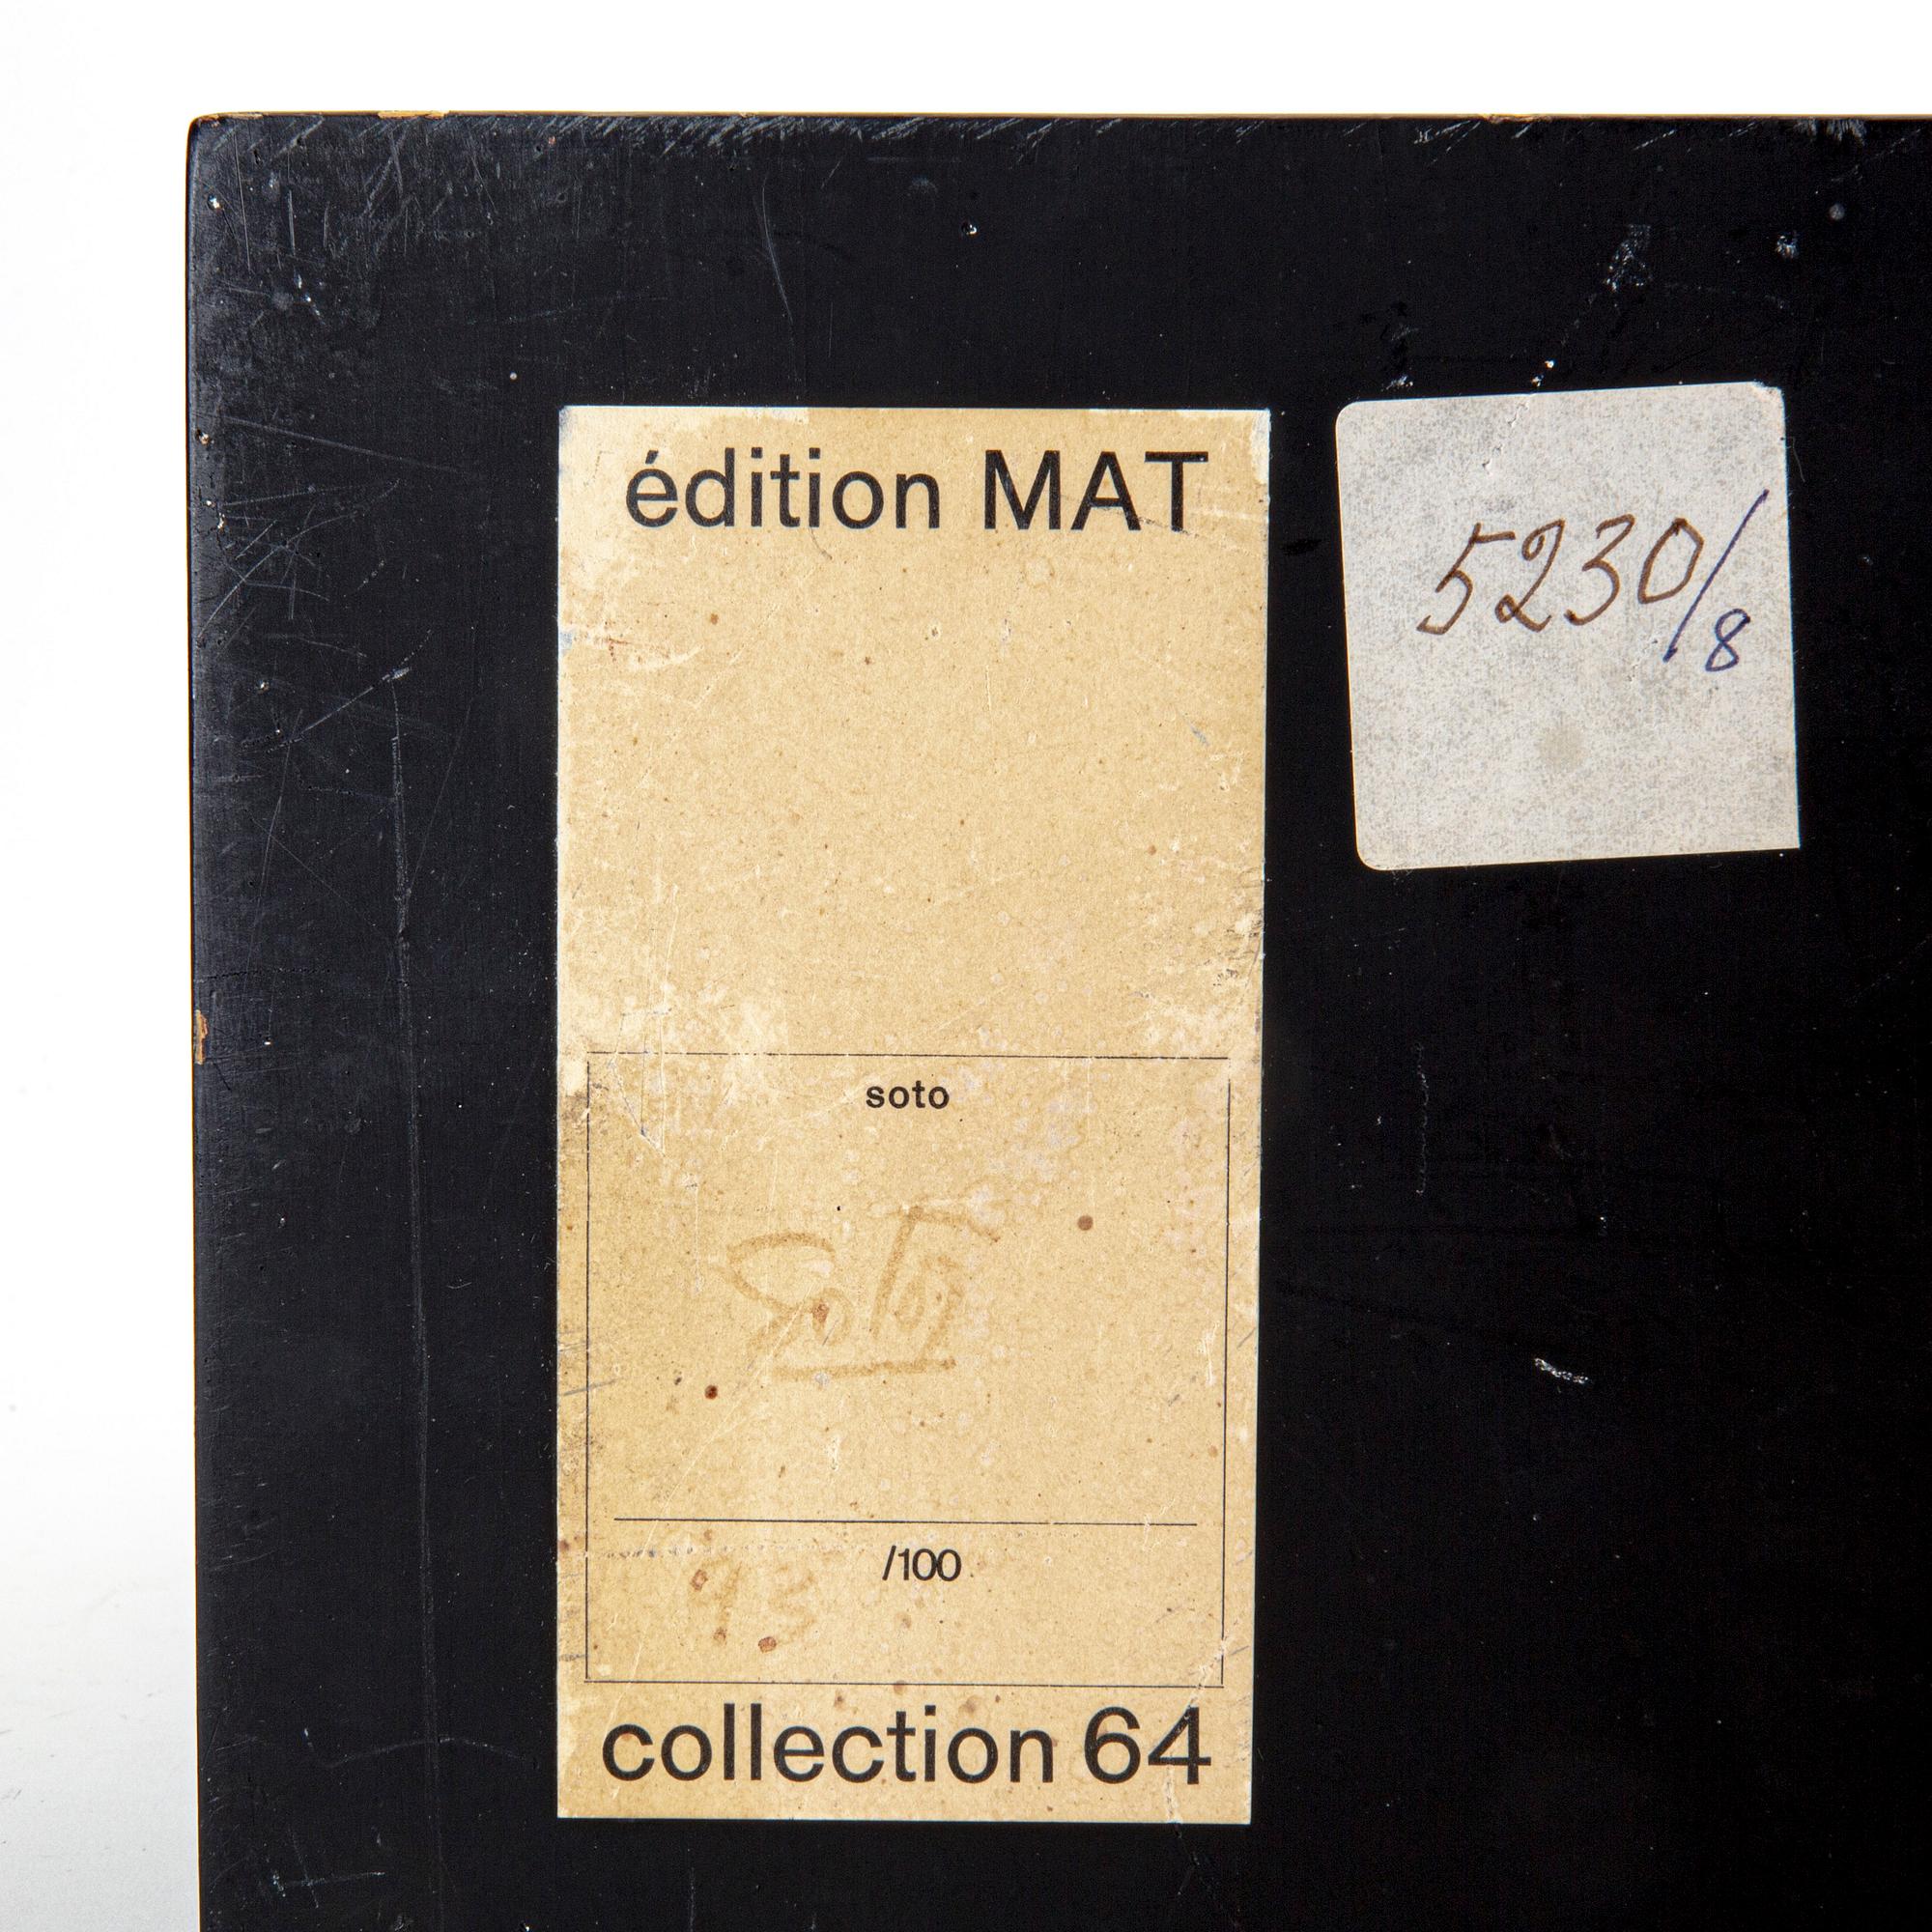 édition MAT
5230/8
soto
Soto
/100
93
collection 64